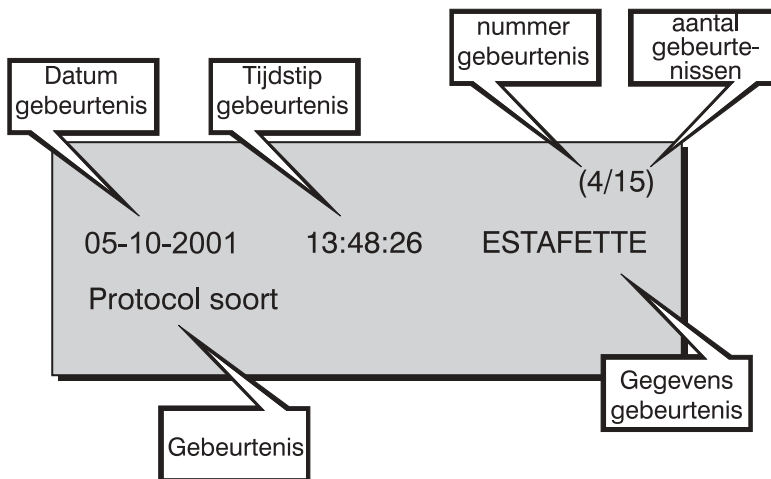 nummer
gebeurtenis
aantal
gebeurte-
nissen
Datum
gebeurtenis
Tijdstip
gebeurtenis
(4/15)
05-10-2001 13:48:26 ESTAFETTE
Protocol soort
Gegevens
gebeurtenis
Gebeurtenis